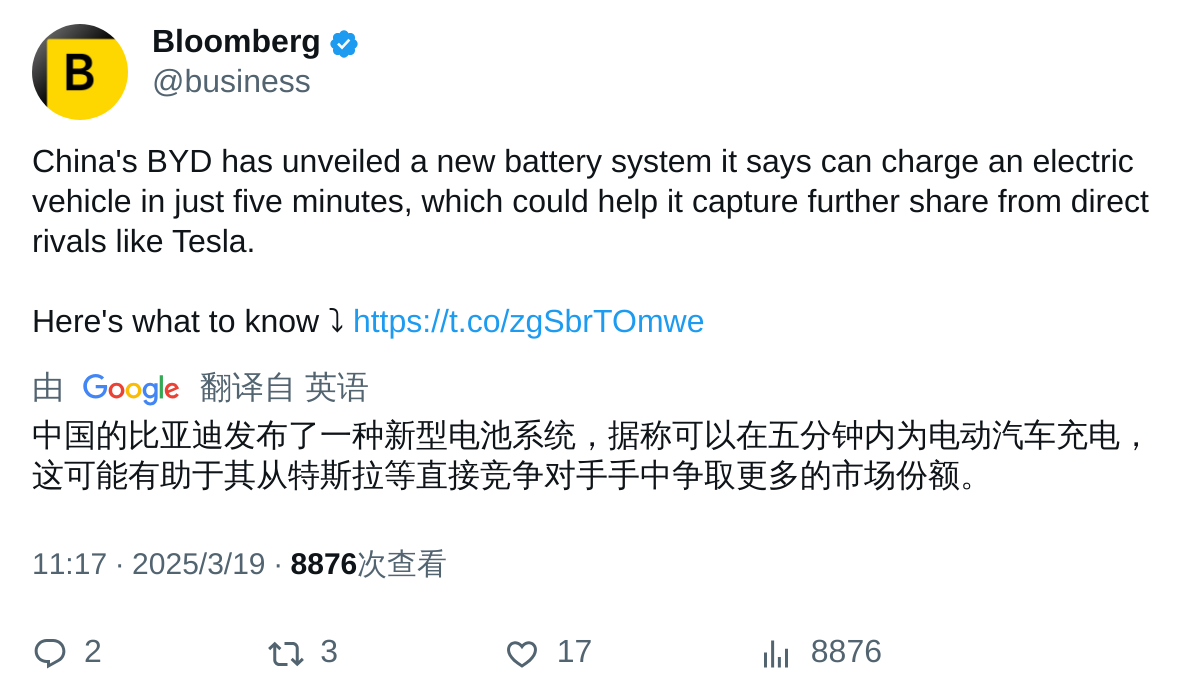 B
Bloomberg
@business
China's BYD has unveiled a new battery system it says can charge an electric
vehicle in just five minutes, which could help it capture further share from direct
rivals like Tesla.
Here's what to know ⤵ https://t.co/zgSbrTOmwe
由 Google 翻译自 英语
中国的比亚迪发布了一种新型电池系统，据称可以在五分钟内为电动汽车充电，
这可能有助于其从特斯拉等直接竞争对手手中争取更多的市场份额。
11:17 · 2025/3/19 · 8876次查看
2 3 17 8876